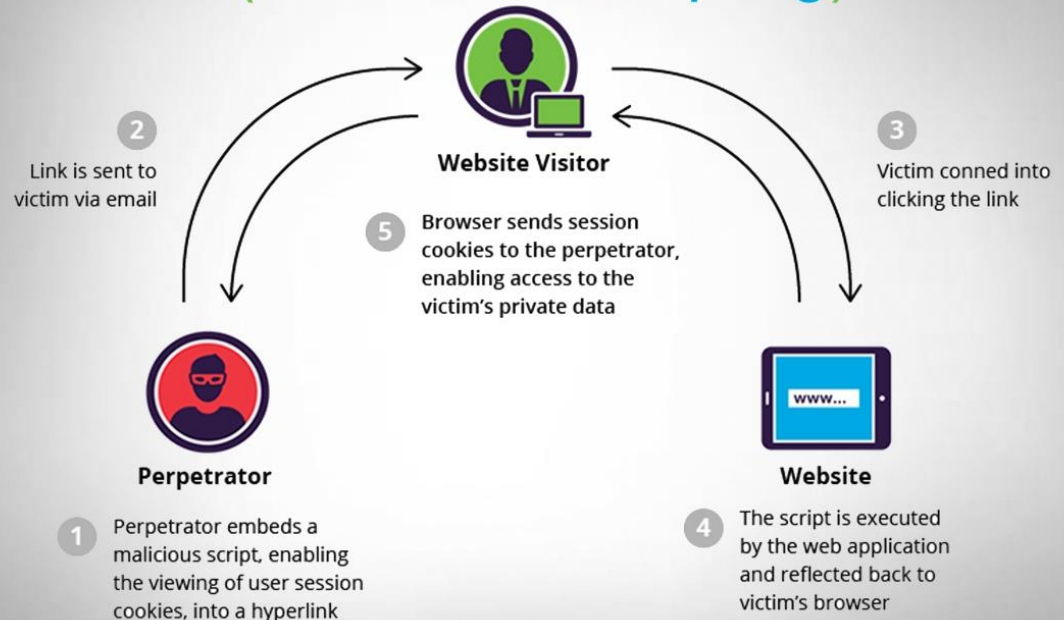 2
Link is sent to
victim via email
Website Visitor
3
Victim conned into
clicking the link
5
Browser sends session
cookies to the perpetrator,
enabling access to the
victim's private data
www...
Perpetrator
Website
1
Perpetrator embeds a
malicious script, enabling
the viewing of user session
cookies, into a hyperlink
4
The script is executed
by the web application
and reflected back to
victim's browser